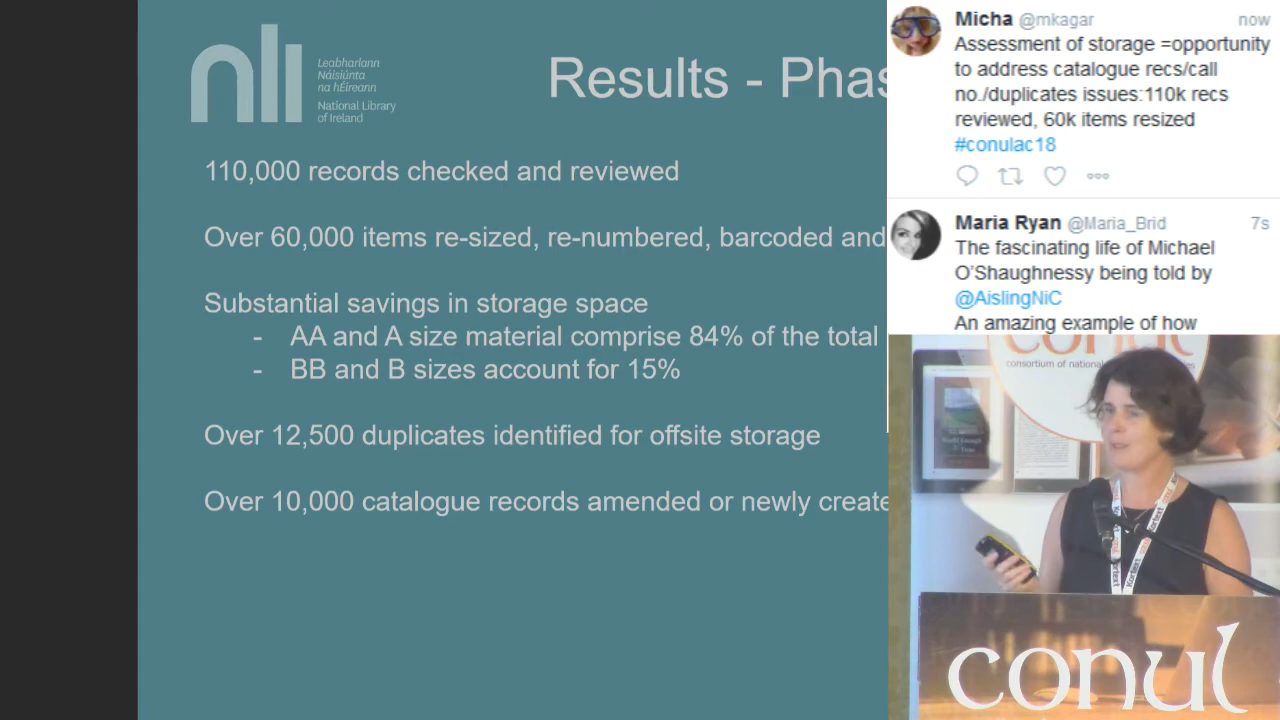 nli
Leabharlann
Náisiúnta
na hÉireann
National Library
of Ireland
Results - Phas
110,000 records checked and reviewed
Over 60,000 items re-sized, re-numbered, barcoded and
Substantial savings in storage space
- AA and A size material comprise 84% of the total
- BB and B sizes account for 15%
Over 12,500 duplicates identified for offsite storage
Over 10,000 catalogue records amended or newly create
Micha @mkagar now
Assessment of storage =opportunity
to address catalogue recs/call
no./duplicates issues:110k recs
reviewed, 60k items resized
#conulac18
Maria Ryan @Maria_Brid 7s
The fascinating life of Michael
O'Shaughnessy being told by
@AislingNiC
An amazing example of how
conul
consortium of national
Kortext
conul